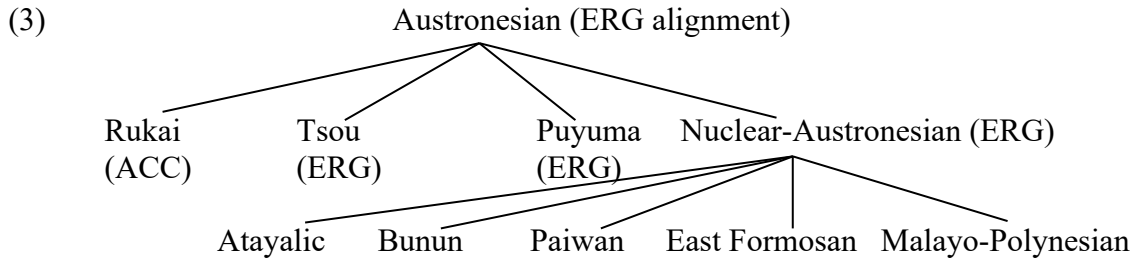 (3) Austronesian (ERG alignment)
Rukai Tsou Puyuma Nuclear-Austronesian (ERG)
(ACC) (ERG) (ERG)
Atayalic Bunun Paiwan East Formosan Malayo-Polynesian